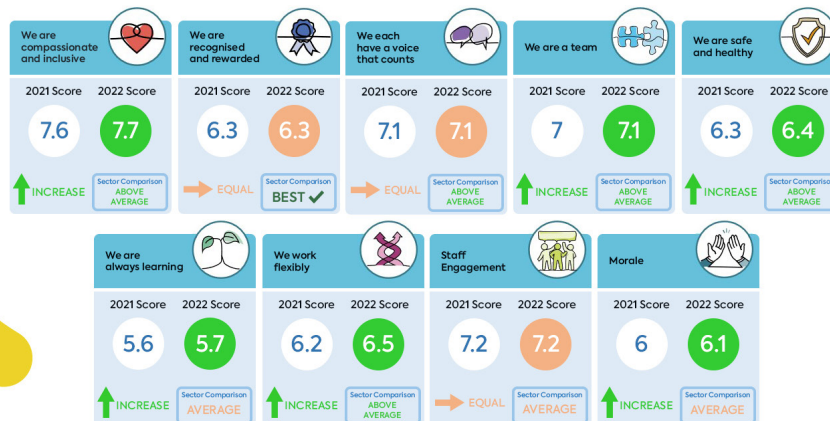 We are
compassionate
and inclusive
2021 Score 2022 Score
7.6 7.7
INCREASE
Sector Comparison
ABOVE
AVERAGE
We are
recognised
and rewarded
2021 Score 2022 Score
6.3 6.3
EQUAL
Sector Comparison
BEST
We each
have a voice
that counts
2021 Score 2022 Score
7.1 7.1
EQUAL
Sector Comparison
ABOVE
AVERAGE
We are a team
2021 Score 2022 Score
7 7.1
INCREASE
Sector Comparison
ABOVE
AVERAGE
We are safe
and healthy
2021 Score 2022 Score
6.3 6.4
INCREASE
Sector
ABOVE
AVERAGE
We are
always learning
2021 Score 2022 Score
5.6 5.7
INCREASE
Sector Comparison
AVERAGE
We work
flexibly
2021 Score 2022 Score
6.2 6.5
INCREASE
Sector Comparison
ABOVE
AVERAGE
Staff
Engagement
2021 Score 2022 Score
7.2 7.2
EQUAL
Sector Comparison
AVERAGE
Morale
2021 Score 2022 Score
6 6.1
INCREASE
Sector Comparison
AVERAGE